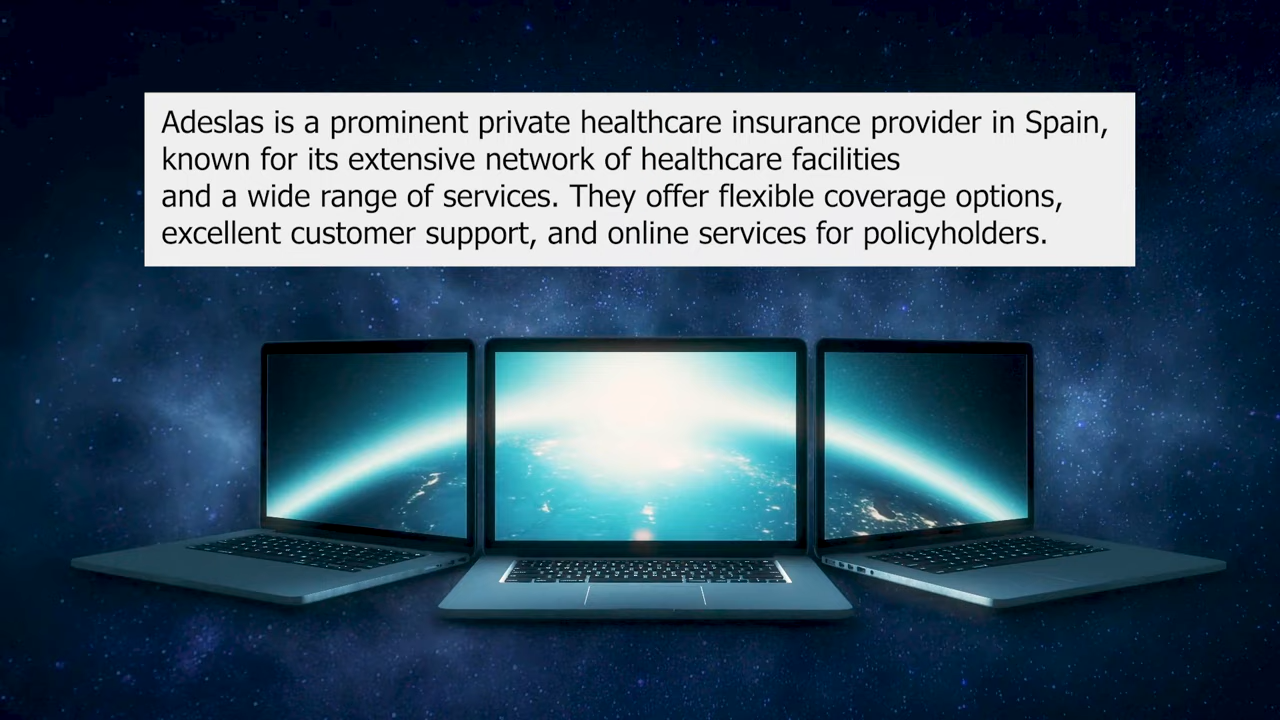 Adeslas is a prominent private healthcare insurance provider in Spain,
known for its extensive network of healthcare facilities
and a wide range of services. They offer flexible coverage options,
excellent customer support, and online services for policyholders.